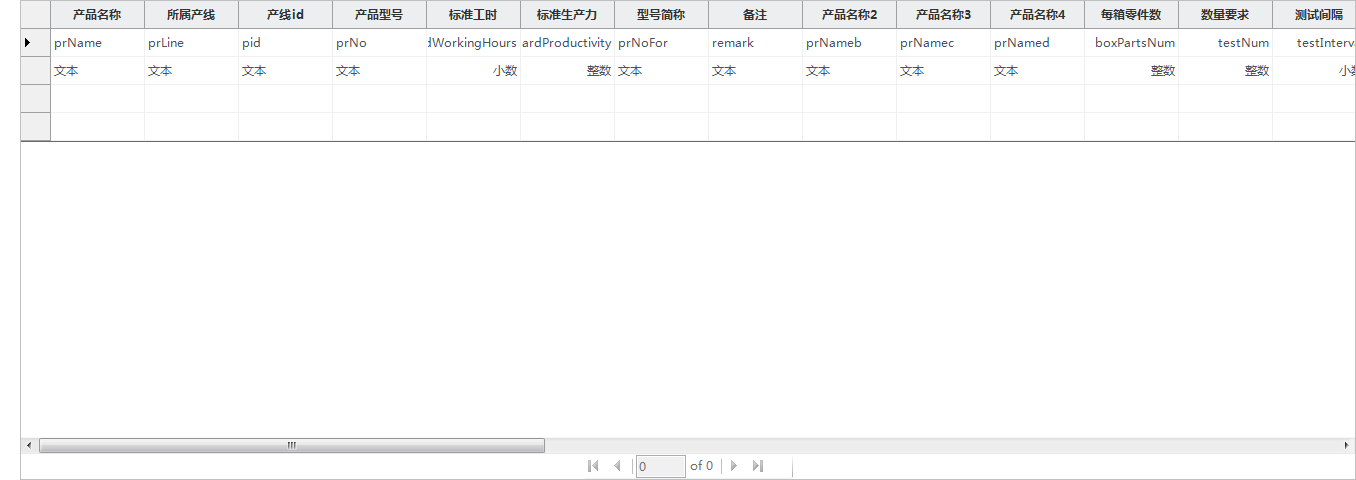 产品名称 所属产线 产线id 产品型号 标准工时 标准生产力 型号简称 备注 产品名称2 产品名称3 产品名称4 每箱零件数 数量要求 测试间隔
prName prLine pid prNo dWorkingHours ardProductivity prNoFor remark prNameb prNamec prNamed boxPartsNum testNum testInterva
文本 文本 文本 文本 小数 整数 文本 文本 文本 文本 文本 整数 整数 小数
0 of 0